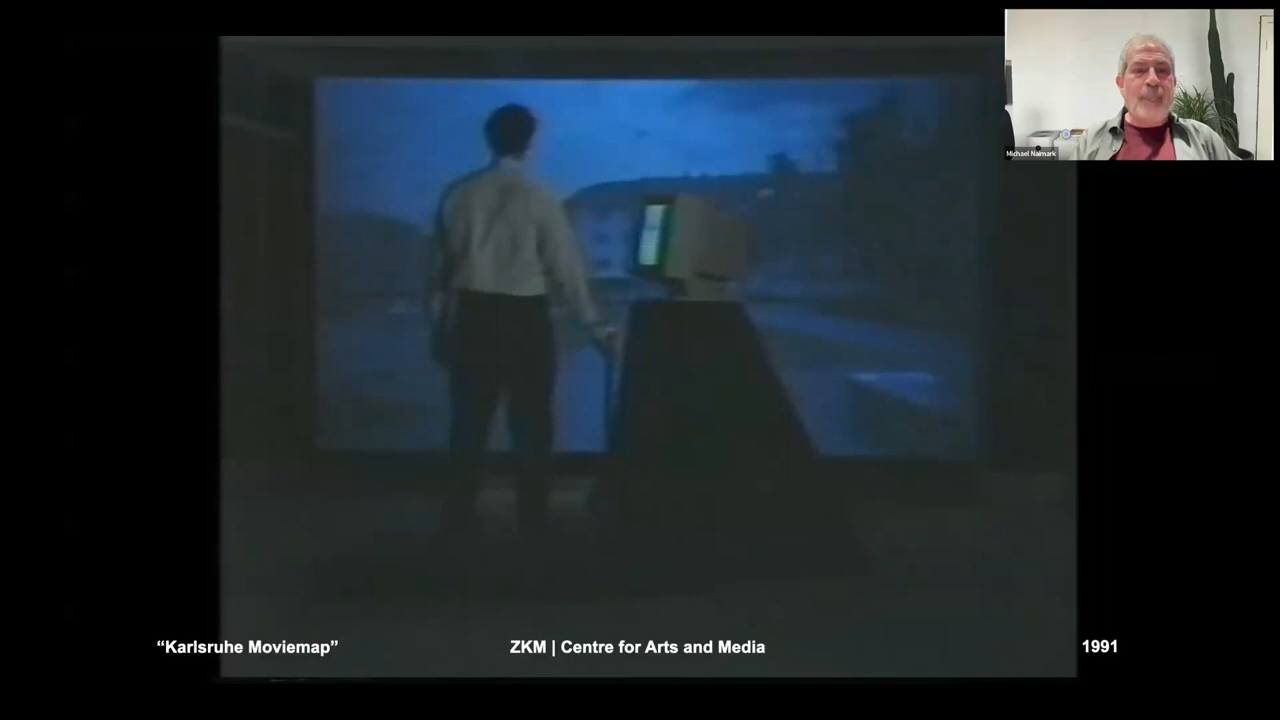 Michael Naimark
“Karlsruhe Moviemap”
ZKM | Centre for Arts and Media
1991